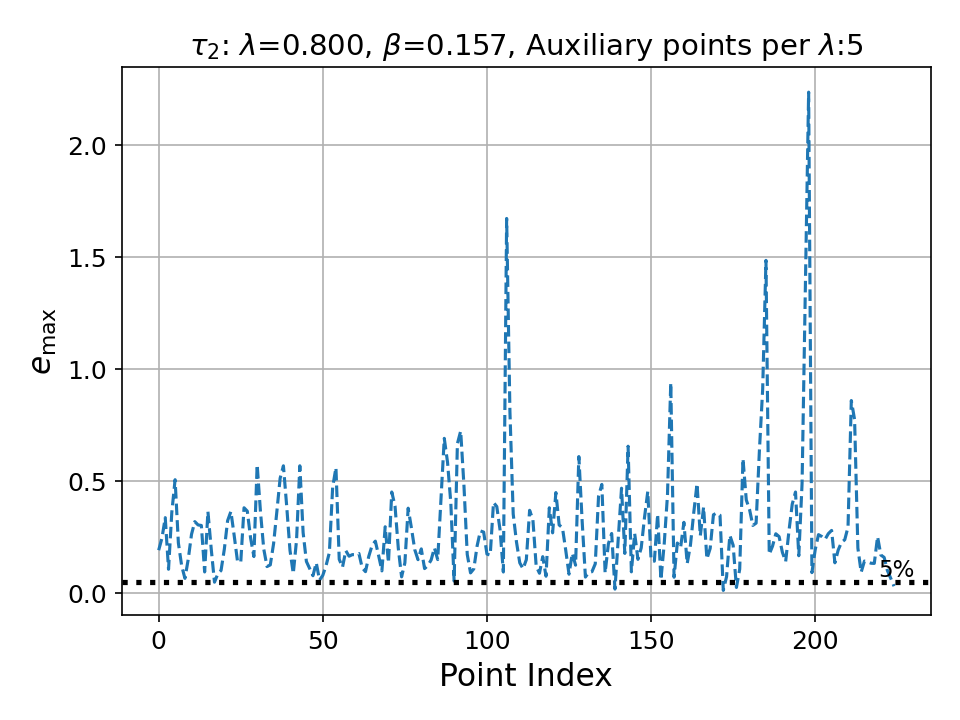 τ₂: λ=0.800, β=0.157, Auxiliary points per λ:5
2.0
1.5
1.0
0.5
0.0
e_max
5%
0 50 100 150 200
Point Index